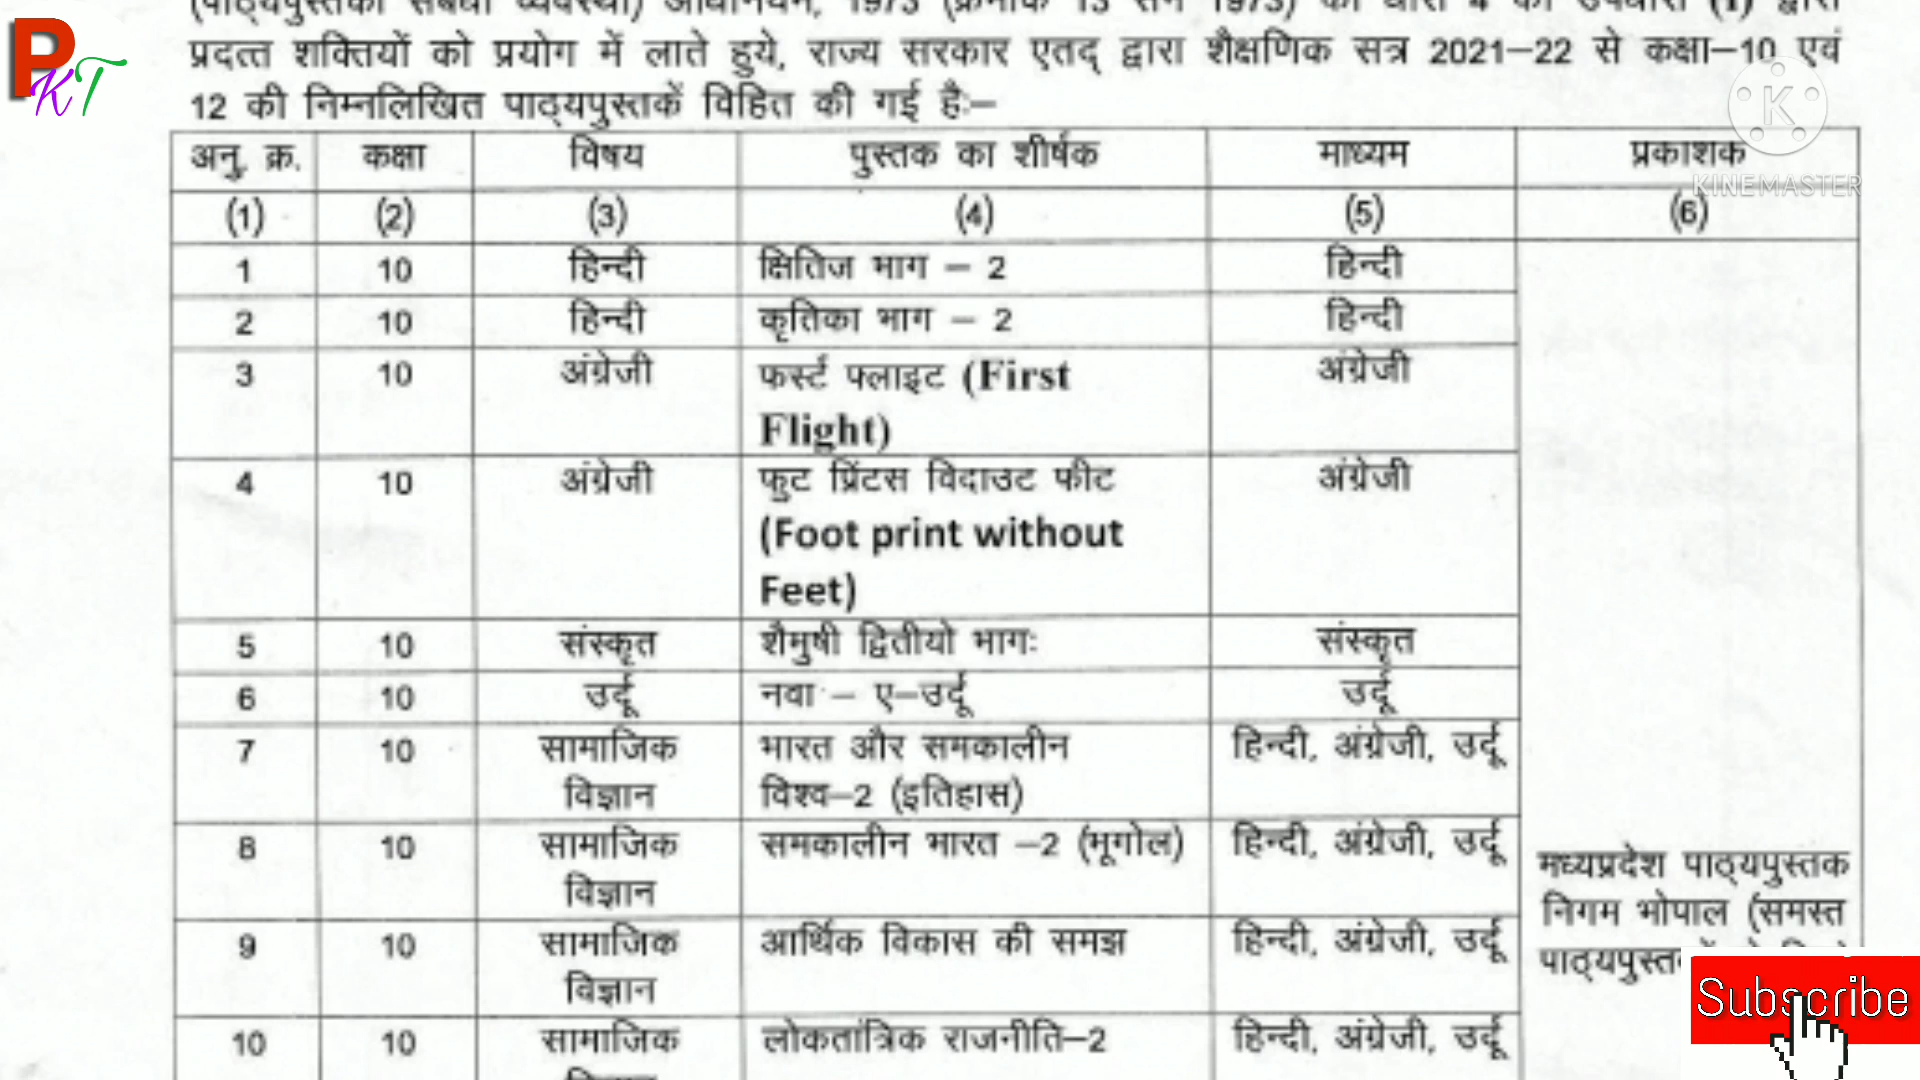 PKT
प्रदत्त शक्तियों को प्रयोग में लाते हुये, राज्य सरकार एतद् द्वारा शैक्षणिक सत्र 2021–22 से कक्षा–10 एवं
12 की निम्नलिखित पाठ्यपुस्तकें विहित की गई है:–
K
KINEMASTER
अनु. क्र. कक्षा विषय पुस्तक का शीर्षक माध्यम प्रकाशक
(1) (2) (3) (4) (5) (6)
1 10 हिन्दी क्षितिज भाग – 2 हिन्दी
2 10 हिन्दी कृतिका भाग – 2 हिन्दी
3 10 अंग्रेजी फर्स्ट फ्लाइट (First अंग्रेजी
Flight)
4 10 अंग्रेजी फुट प्रिंटस विदाउट फीट अंग्रेजी
(Foot print without
Feet)
5 10 संस्कृत शैमुषी द्वितीयो भागः संस्कृत
6 10 उर्दू नवा – ए–उर्दू उर्दू
7 10 सामाजिक भारत और समकालीन हिन्दी, अंग्रेजी, उर्दू
विज्ञान विश्व–2 (इतिहास)
8 10 सामाजिक समकालीन भारत –2 (भूगोल) हिन्दी, अंग्रेजी, उर्दू
विज्ञान
9 10 सामाजिक आर्थिक विकास की समझ हिन्दी, अंग्रेजी, उर्दू
विज्ञान
10 10 सामाजिक लोकतांत्रिक राजनीति–2 हिन्दी, अंग्रेजी, उर्दू
मध्यप्रदेश पाठ्यपुस्तक
निगम भोपाल (समस्त
Subscribe